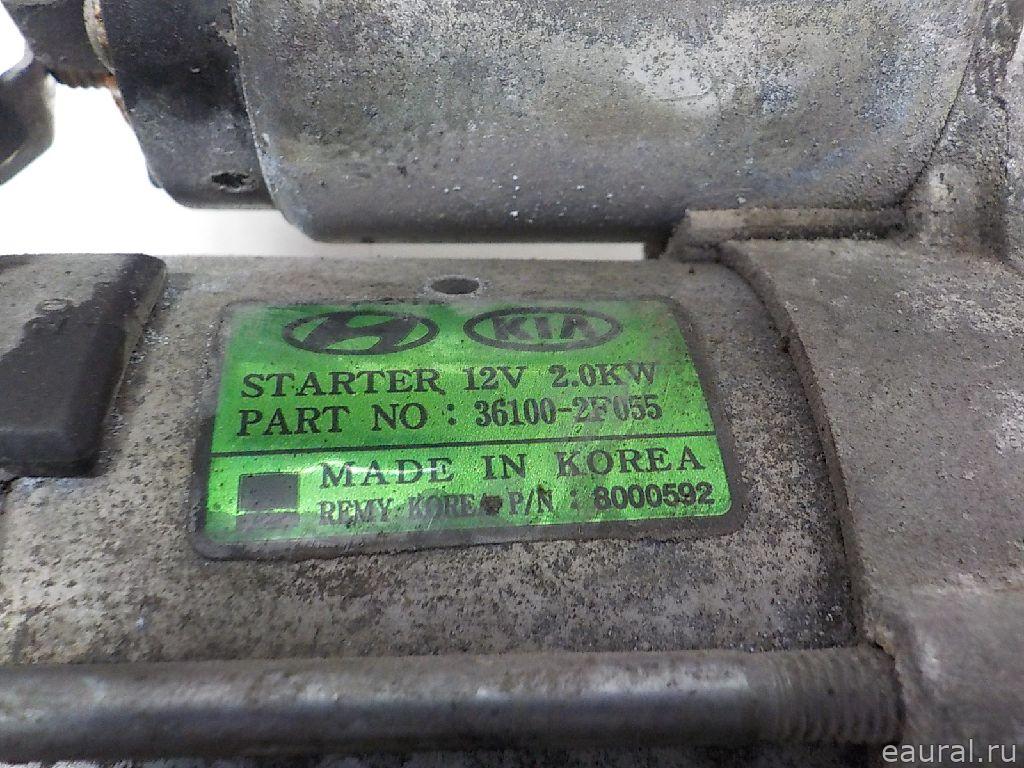 KIA
STARTER 12V 2.0KW
PART NO : 36100-2F055
MADE IN KOREA
REMY KOREA P/N : 8000592
eaural.ru